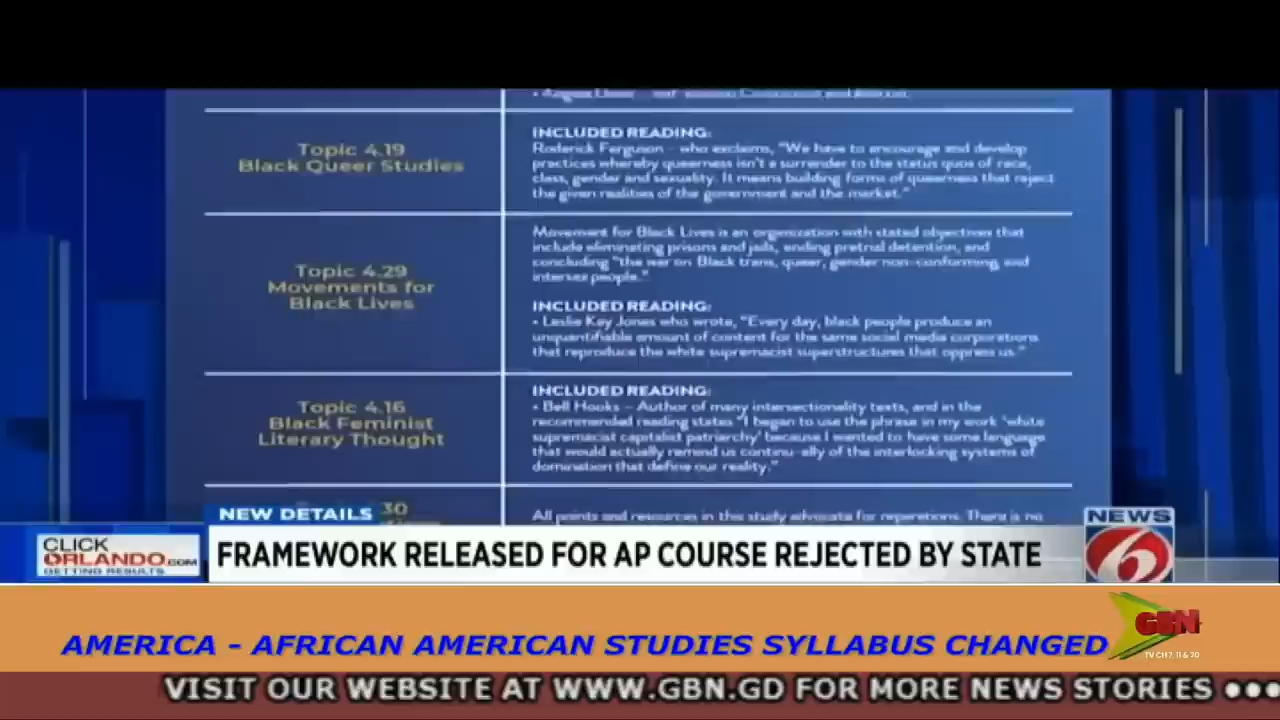 INCLUDED READING:
Topic 4.19
Black Queer Studies
Roderick Ferguson – who exclaims, "We have to encourage and develop
practices whereby queerness isn't a surrender to the status quos of race,
class, gender and sexuality. It means building forms of queerness that reject
the given realities of the government and the market."
Topic 4.29
Movements for
Black Lives
Movement for Black Lives is an organization with stated objectives that
include eliminating prisons and jails, ending pretrial detention, and
concluding "the war on Black trans, queer, gender non-conforming, and
intersex people."
INCLUDED READING:
• Leslie Kay Jones who wrote, "Every day, black people produce an
unquantifiable amount of content for the same social media corporations
that reproduce the white supremacist superstructures that oppress us."
Topic 4.16
Black Feminist
Literary Thought
INCLUDED READING:
• Bell Hooks – Author of many intersectionality texts, and in the
recommended reading states "I began to use the phrase in my work 'white
supremacist capitalist patriarchy' because I wanted to have some language
that would actually remind us continu-ally of the interlocking systems of
domination that define our reality."
30
All points and resources in this study advocate for reparations. There is no
NEW DETAILS
FRAMEWORK RELEASED FOR AP COURSE REJECTED BY STATE
CLICK
ORLANDO.COM
GETTING RESULTS
NEWS
6
AMERICA - AFRICAN AMERICAN STUDIES SYLLABUS CHANGED
GBN
TV CH 7, 11 & 20
VISIT OUR WEBSITE AT WWW.GBN.GD FOR MORE NEWS STORIES •••